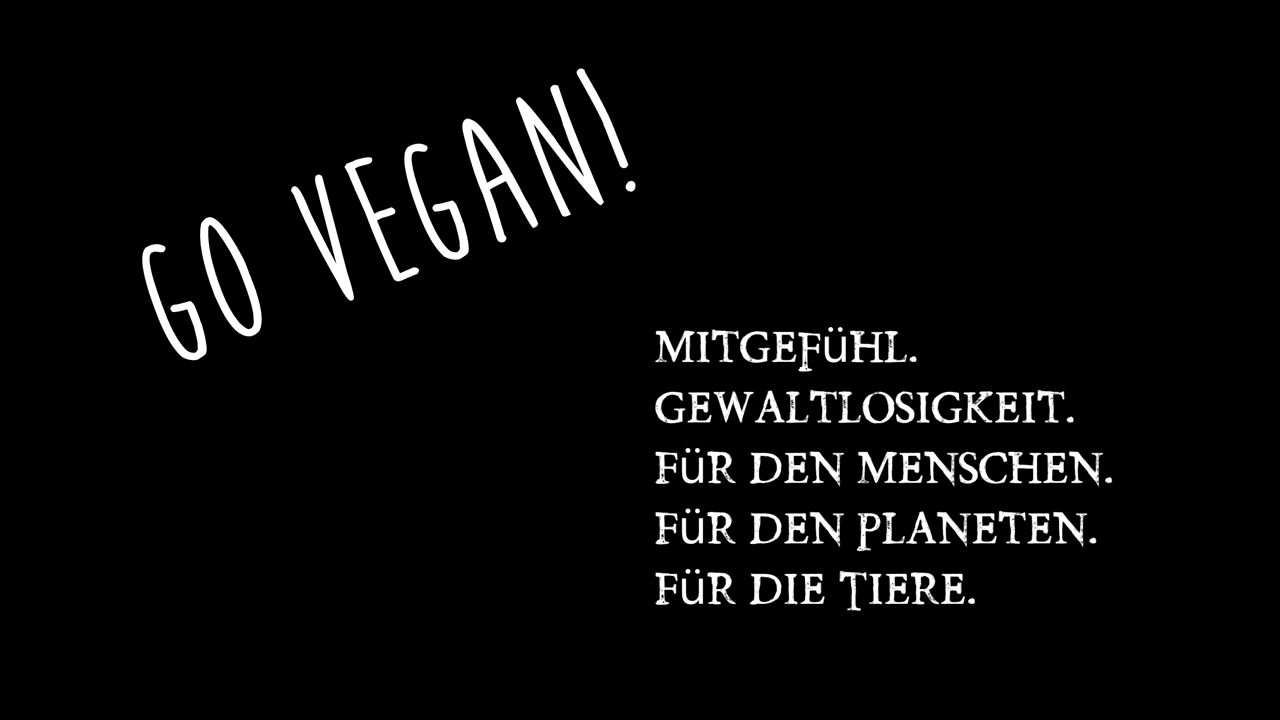 GO VEGAN!
MITGEFÜHL.
GEWALTLOSIGKEIT.
FÜR DEN MENSCHEN.
FÜR DEN PLANETEN.
FÜR DIE TIERE.